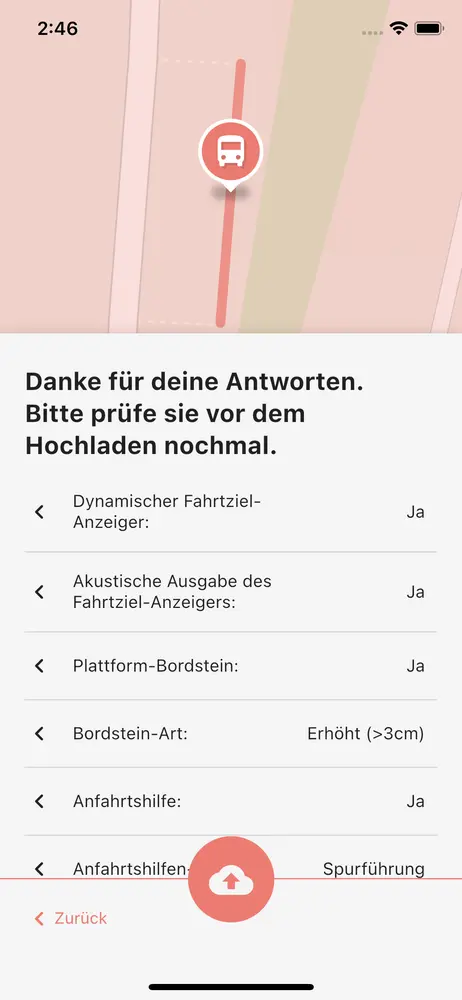 2:46
Danke für deine Antworten.
Bitte prüfe sie vor dem
Hochladen nochmal.
Dynamischer Fahrtziel-
Anzeiger:
Ja
Akustische Ausgabe des
Fahrtziel-Anzeigers:
Ja
Plattform-Bordstein:
Ja
Bordstein-Art:
Erhöht (>3cm)
Anfahrtshilfe:
Ja
Anfahrtshilfen-
Spurführung
Zurück